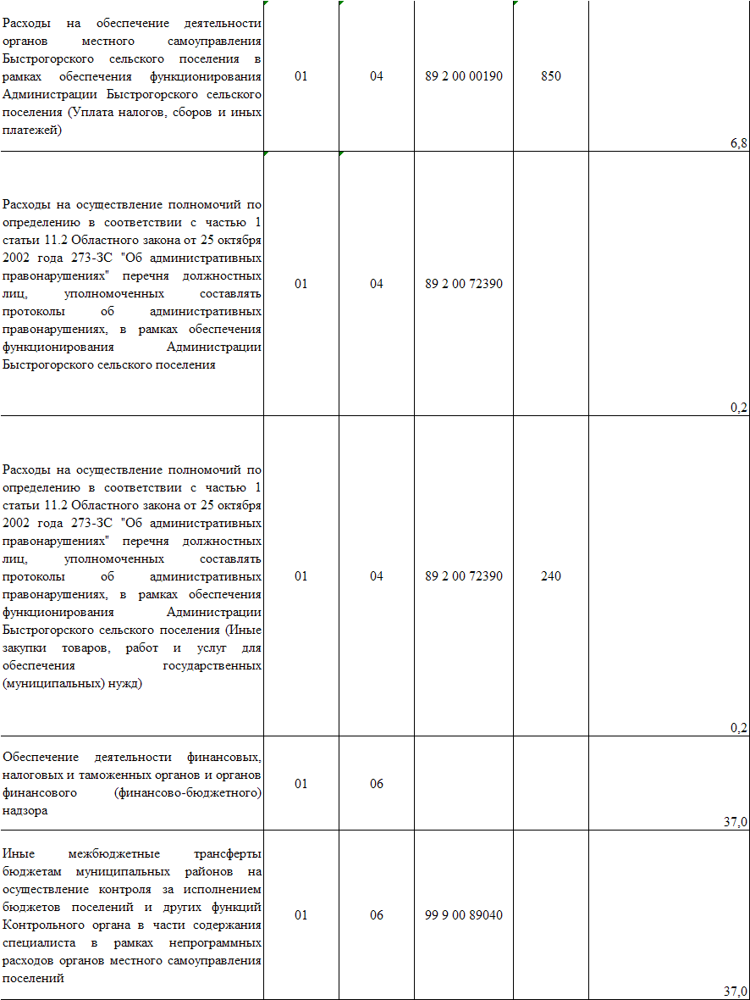 Расходы на обеспечение деятельности
органов местного самоуправления
Быстрогорского сельского поселения в
рамках обеспечения функционирования
Администрации Быстрогорского сельского
поселения (Уплата налогов, сборов и иных
платежей)
01
04
89 2 00 00190
850
6,8
Расходы на осуществление полномочий по
определению в соответствии с частью 1
статьи 11.2 Областного закона от 25 октября
2002 года 273-ЗС "Об административных
правонарушениях" перечня должностных
лиц, уполномоченных составлять
протоколы об административных
правонарушениях, в рамках обеспечения
функционирования Администрации
Быстрогорского сельского поселения
01
04
89 2 00 72390
0,2
Расходы на осуществление полномочий по
определению в соответствии с частью 1
статьи 11.2 Областного закона от 25 октября
2002 года 273-ЗС "Об административных
правонарушениях" перечня должностных
лиц, уполномоченных составлять
протоколы об административных
правонарушениях, в рамках обеспечения
функционирования Администрации
Быстрогорского сельского поселения (Иные
закупки товаров, работ и услуг для
обеспечения государственных
(муниципальных) нужд)
01
04
89 2 00 72390
240
0,2
Обеспечение деятельности финансовых,
налоговых и таможенных органов и органов
финансового (финансово-бюджетного)
надзора
01
06
37,0
Иные межбюджетные трансферты
бюджетам муниципальных районов на
осуществление контроля за исполнением
бюджетов поселений и других функций
Контрольного органа в части содержания
специалиста в рамках непрограммных
расходов органов местного самоуправления
поселений
01
06
99 9 00 89040
37,0